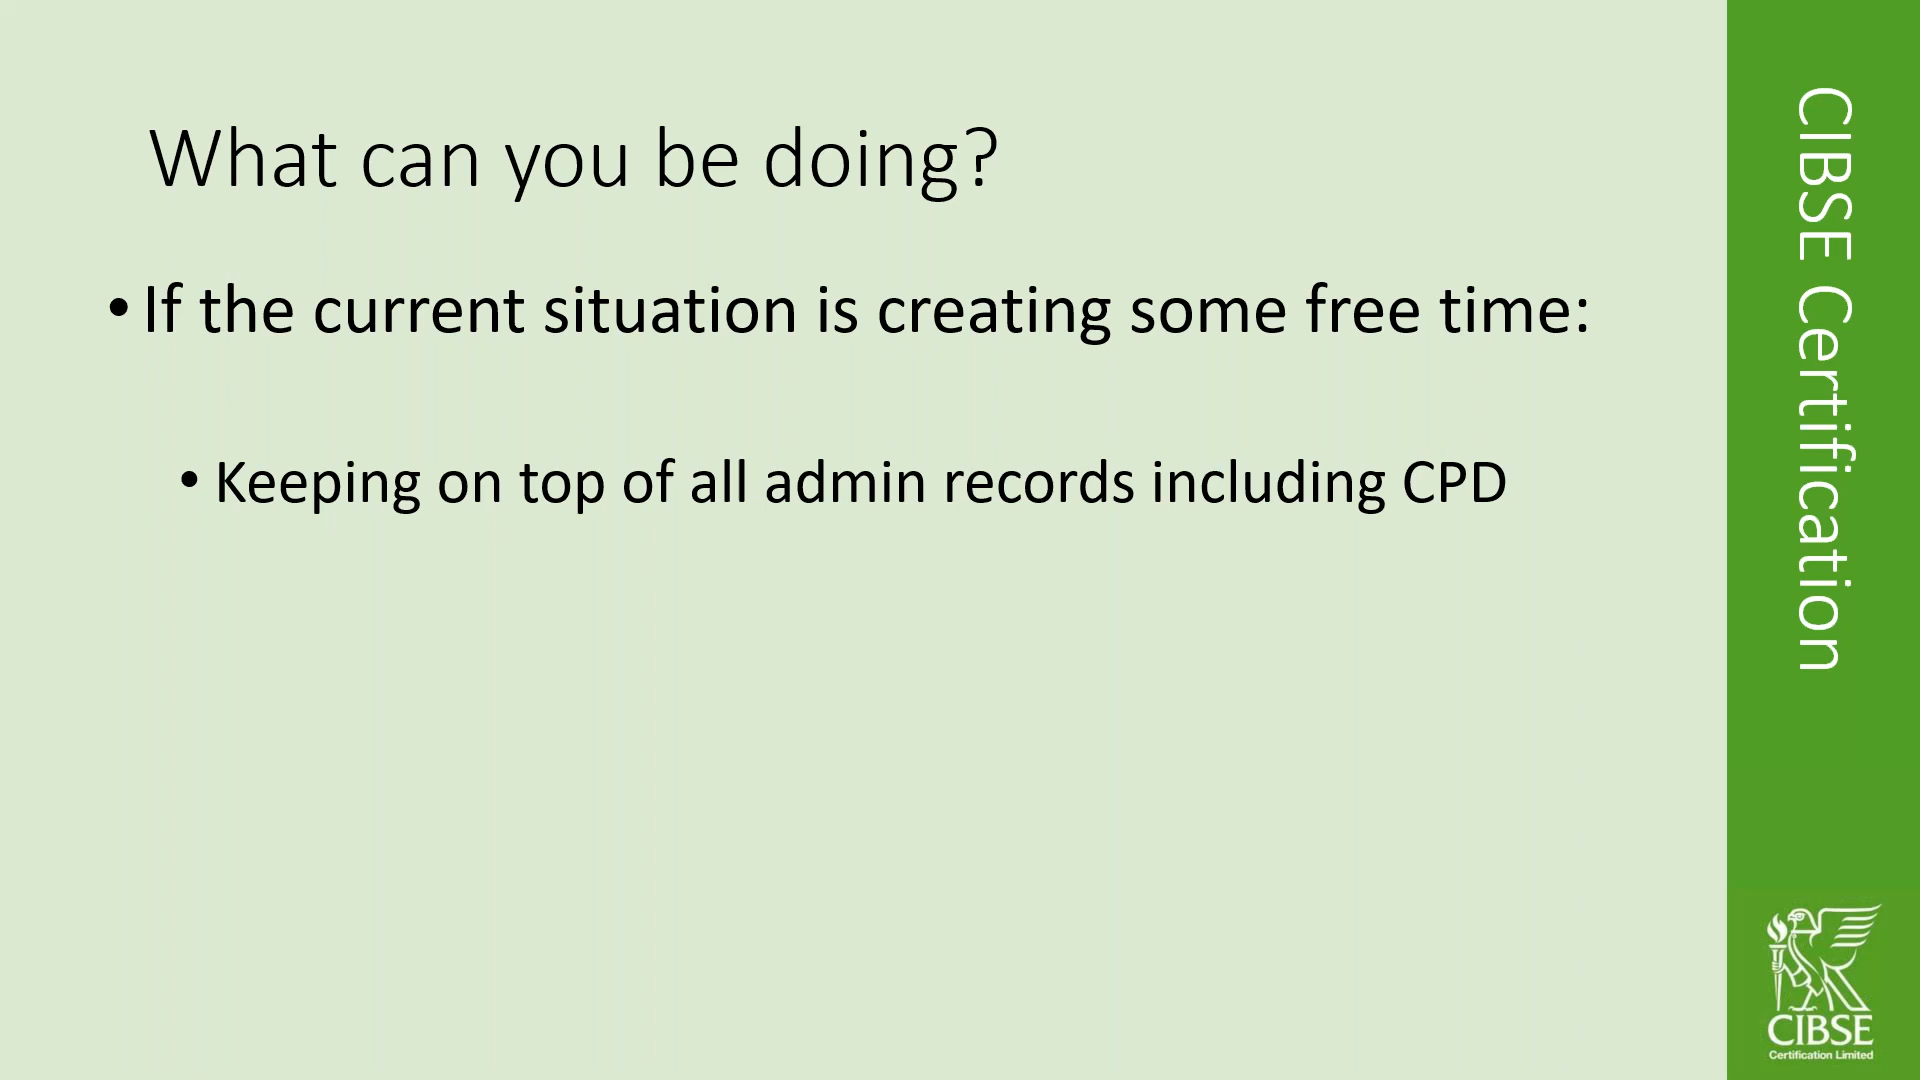 What can you be doing?
• If the current situation is creating some free time:
• Keeping on top of all admin records including CPD
CIBSE Certification
CIBSE
Certification Limited